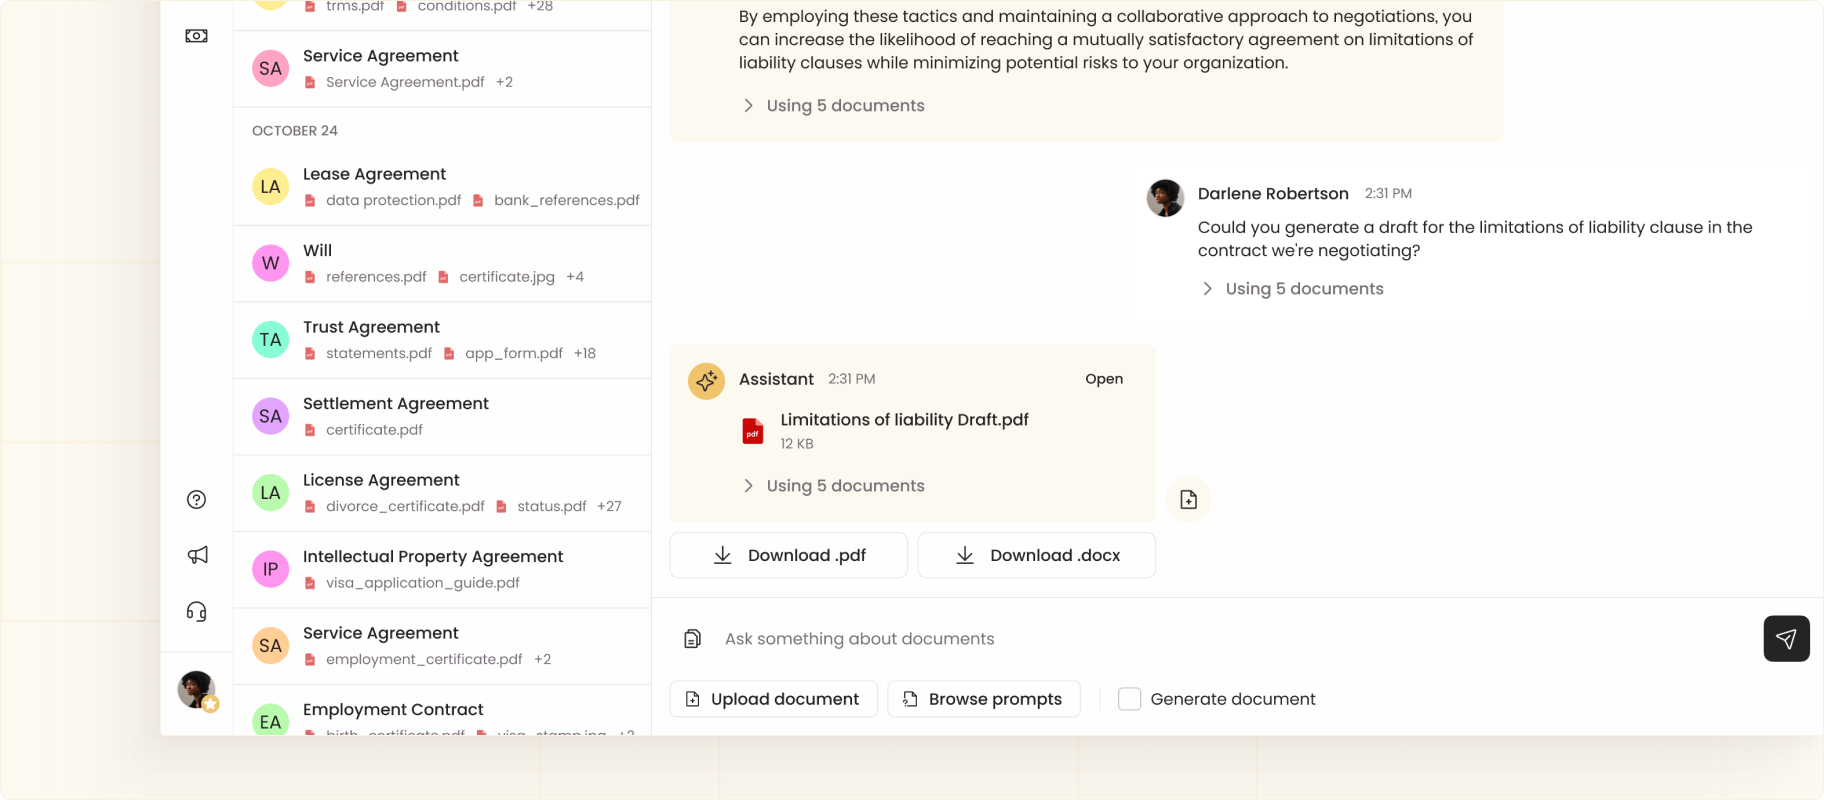 trms.pdf conditions.pdf +28
SA
Service Agreement
Service Agreement.pdf +2
OCTOBER 24
LA
Lease Agreement
data protection.pdf bank_references.pdf
W
Will
references.pdf certificate.jpg +4
TA
Trust Agreement
statements.pdf app_form.pdf +18
SA
Settlement Agreement
certificate.pdf
LA
License Agreement
divorce_certificate.pdf status.pdf +27
IP
Intellectual Property Agreement
visa_application_guide.pdf
SA
Service Agreement
employment_certificate.pdf +2
EA
Employment Contract
birth_certificate.pdf visa_stamp.jpg +2
By employing these tactics and maintaining a collaborative approach to negotiations, you
can increase the likelihood of reaching a mutually satisfactory agreement on limitations of
liability clauses while minimizing potential risks to your organization.
Using 5 documents
Darlene Robertson 2:31 PM
Could you generate a draft for the limitations of liability clause in the
contract we're negotiating?
Using 5 documents
Assistant 2:31 PM Open
pdf
Limitations of liability Draft.pdf
12 KB
Using 5 documents
Download .pdf Download .docx
Ask something about documents
Upload document Browse prompts Generate document